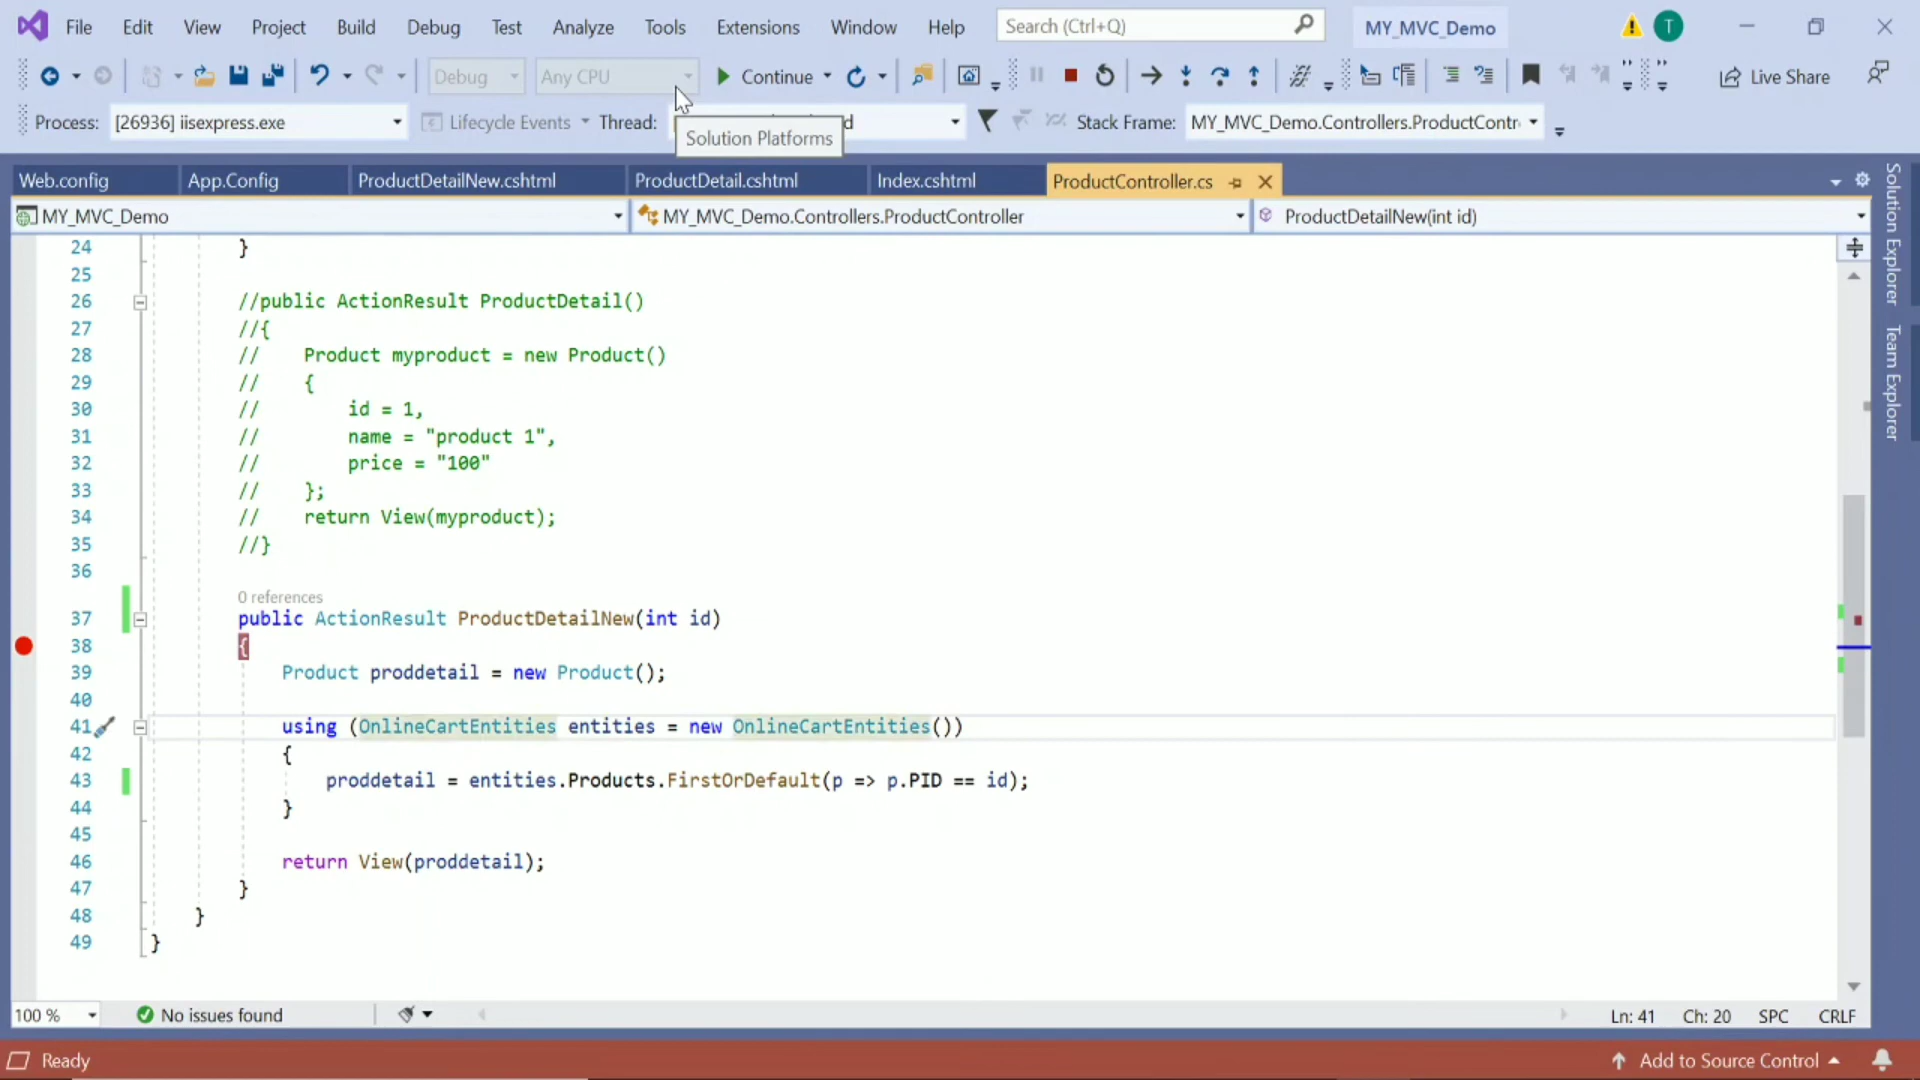 File Edit View Project Build Debug Test Analyze Tools Extensions Window Help Search (Ctrl+Q) MY_MVC_Demo T
Debug Any CPU Continue Live Share
Process: [26936] iisexpress.exe Lifecycle Events Thread: d Stack Frame: MY_MVC_Demo.Controllers.ProductContr
Solution Platforms
Web.config App.Config ProductDetailNew.cshtml ProductDetail.cshtml Index.cshtml ProductController.cs
MY_MVC_Demo MY_MVC_Demo.Controllers.ProductController ProductDetailNew(int id)
Solution Explorer
Team Explorer
24 }
25
26 //public ActionResult ProductDetail()
27 //{
28 // Product myproduct = new Product()
29 // {
30 // id = 1,
31 // name = "product 1",
32 // price = "100"
33 // };
34 // return View(myproduct);
35 //}
36
0 references
37 public ActionResult ProductDetailNew(int id)
38 {
39 Product proddetail = new Product();
40
41 using (OnlineCartEntities entities = new OnlineCartEntities())
42 {
43 proddetail = entities.Products.FirstOrDefault(p => p.PID == id);
44 }
45
46 return View(proddetail);
47 }
48 }
49 }
100 % No issues found Ln: 41 Ch: 20 SPC CRLF
Ready Add to Source Control